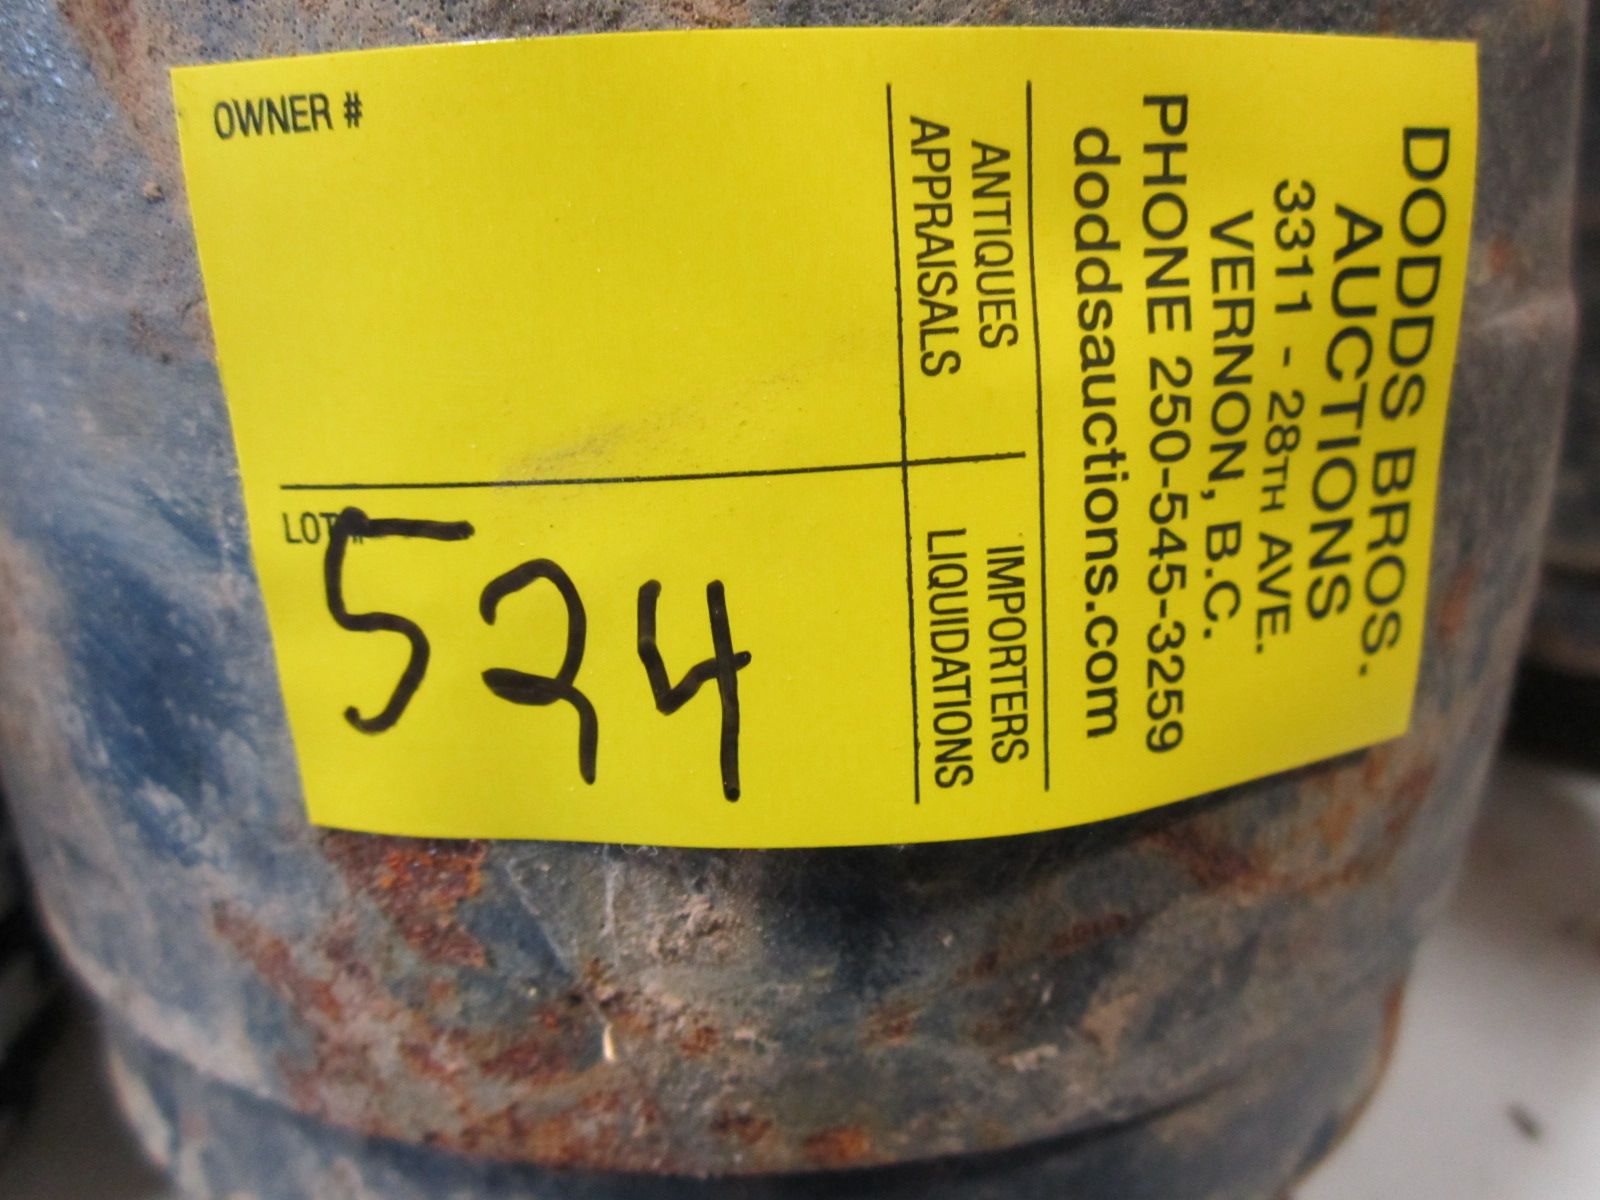 DODDS BROS.
AUCTIONS
3311 - 28TH AVE.
VERNON, B.C.
PHONE 250-545-3259
doddsauctions.com
ANTIQUES
APPRAISALS
IMPORTERS
LIQUIDATIONS
OWNER #
LOT #
524